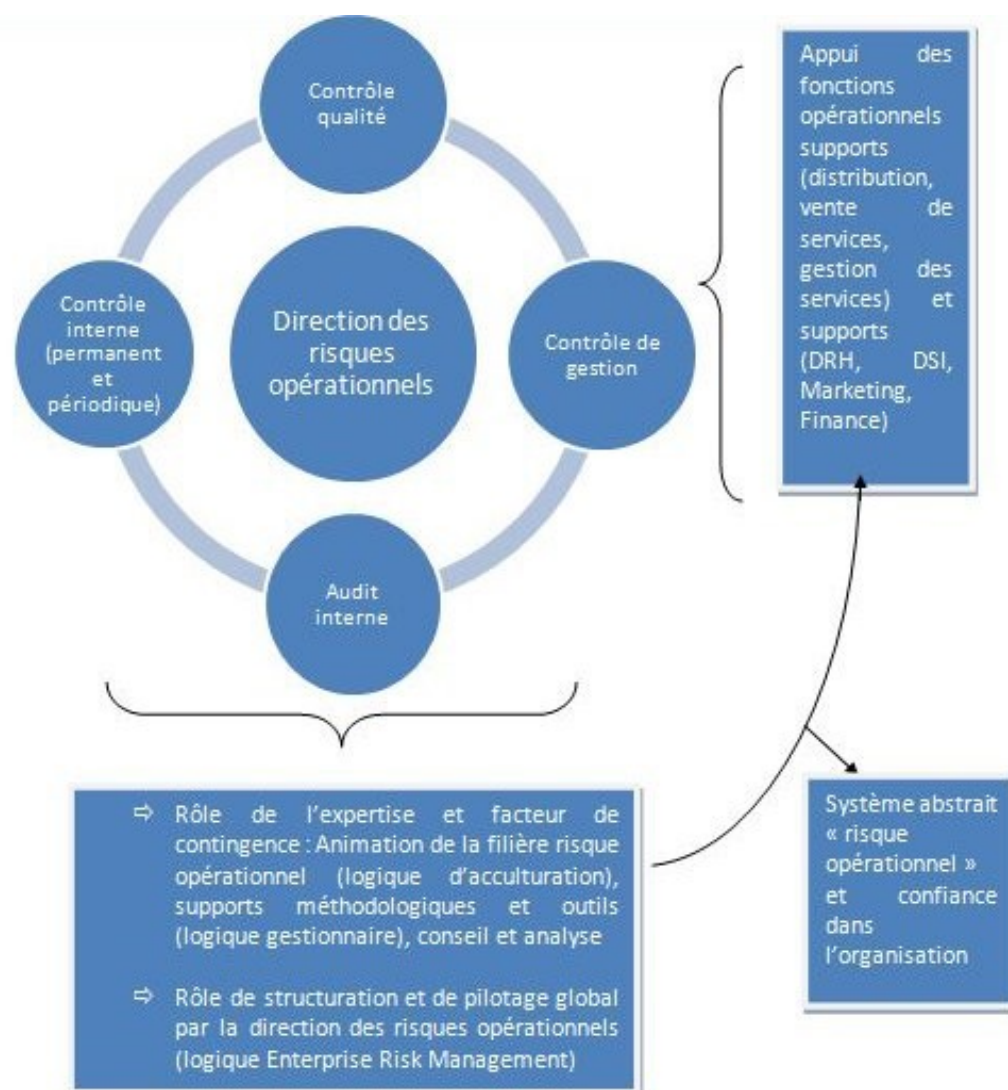 Contrôle
qualité
Contrôle
interne
(permanent
et
périodique)
Direction des
risques
opérationnels
Contrôle de
gestion
Audit
interne
Appui des
fonctions
opérationnels
supports
(distribution,
vente de
services,
gestion des
services) et
supports
(DRH, DSI,
Marketing,
Finance)
⇨ Rôle de l’expertise et facteur de
contingence : Animation de la filière risque
opérationnel (logique d’acculturation),
supports méthodologiques et outils
(logique gestionnaire), conseil et analyse
⇨ Rôle de structuration et de pilotage global
par la direction des risques opérationnels
(logique Enterprise Risk Management)
Système abstrait
« risque
opérationnel »
et confiance
dans
l’organisation